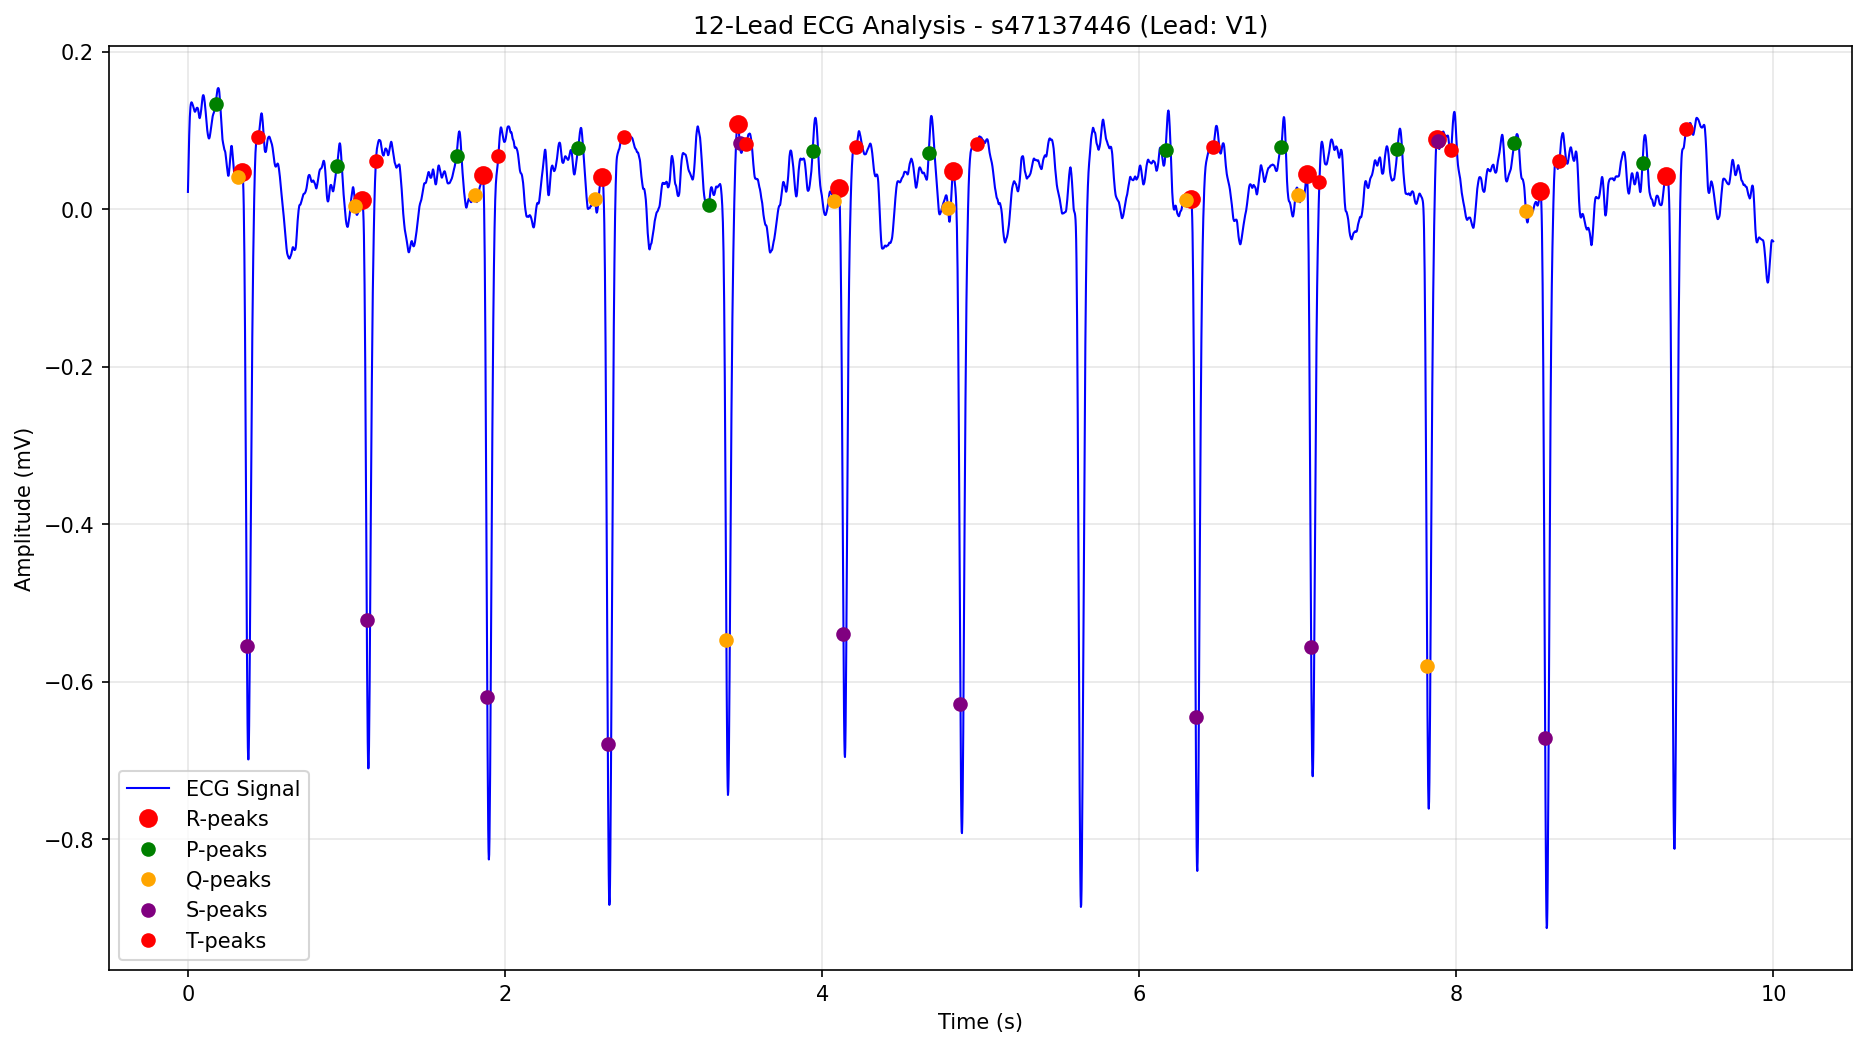 12-Lead ECG Analysis - s47137446 (Lead: V1)
Amplitude (mV)
0.2
0.0
−0.2
−0.4
−0.6
−0.8
ECG Signal
R-peaks
P-peaks
Q-peaks
S-peaks
T-peaks
0 2 4 6 8 10
Time (s)